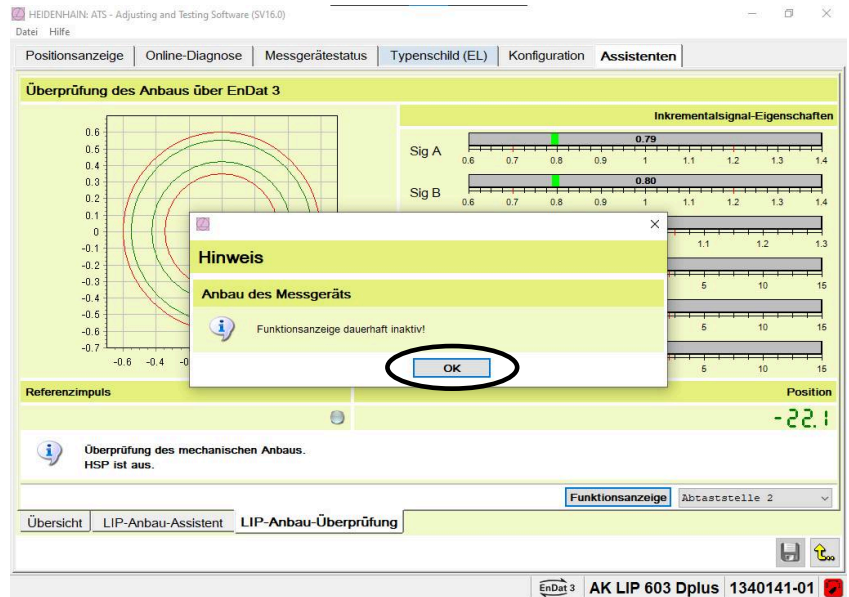 HEIDENHAIN: ATS - Adjusting and Testing Software (SV16.0)
Datei Hilfe
Positionsanzeige Online-Diagnose Messgerätestatus Typenschild (EL) Konfiguration Assistenten
Überprüfung des Anbaus über EnDat 3
Inkrementalsignal-Eigenschaften
0.6
0.5
0.4
0.3
0.2
0.1
0
-0.1
-0.2
-0.3
-0.4
-0.5
-0.6
-0.7
-0.6 -0.4 -0
Sig A
0.79
0.6 0.7 0.8 0.9 1 1.1 1.2 1.3 1.4
Sig B
0.80
0.6 0.7 0.8 0.9 1 1.1 1.2 1.3 1.4
1.1 1.2 1.3
5 10 15
5 10 15
5 10 15
Hinweis
Anbau des Messgeräts
Funktionsanzeige dauerhaft inaktiv!
OK
Referenzimpuls
Position
-22.1
Überprüfung des mechanischen Anbaus.
HSP ist aus.
Funktionsanzeige Abtaststelle 2
Übersicht LIP-Anbau-Assistent LIP-Anbau-Überprüfung
EnDat 3 AK LIP 603 Dplus 1340141-01